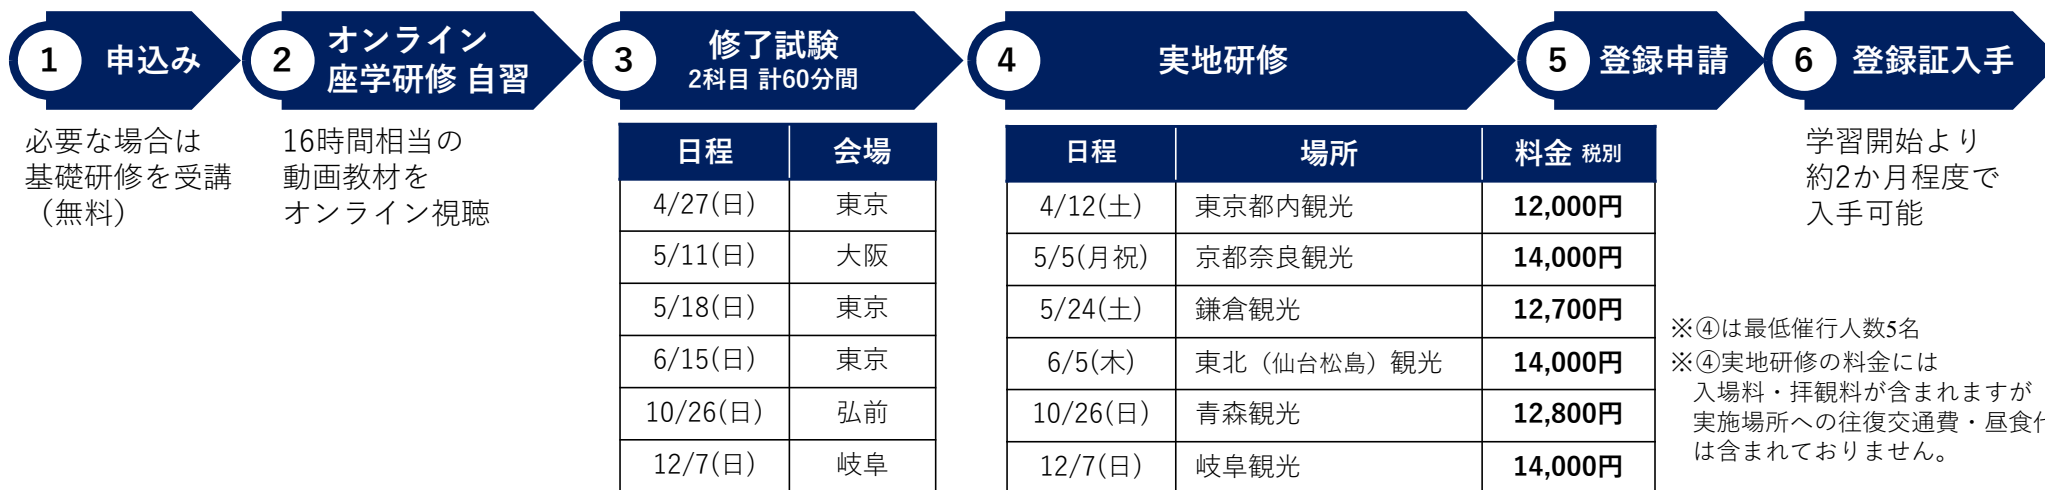 1 申込み
必要な場合は
基礎研修を受講
（無料）
2 オンライン
座学研修 自習
16時間相当の
動画教材を
オンライン視聴
3 修了試験
2科目 計60分間
日程 会場
4/27(日) 東京
5/11(日) 大阪
5/18(日) 東京
6/15(日) 東京
10/26(日) 弘前
12/7(日) 岐阜
4 実地研修
日程 場所 料金 税別
4/12(土) 東京都内観光 12,000円
5/5(月祝) 京都奈良観光 14,000円
5/24(土) 鎌倉観光 12,700円
6/5(木) 東北（仙台松島）観光 14,000円
10/26(日) 青森観光 12,800円
12/7(日) 岐阜観光 14,000円
5 登録申請
6 登録証入手
学習開始より
約2か月程度で
入手可能
※④は最低催行人数5名
※④実地研修の料金には
入場料・拝観料が含まれますが
実施場所への往復交通費・昼食代
は含まれておりません。